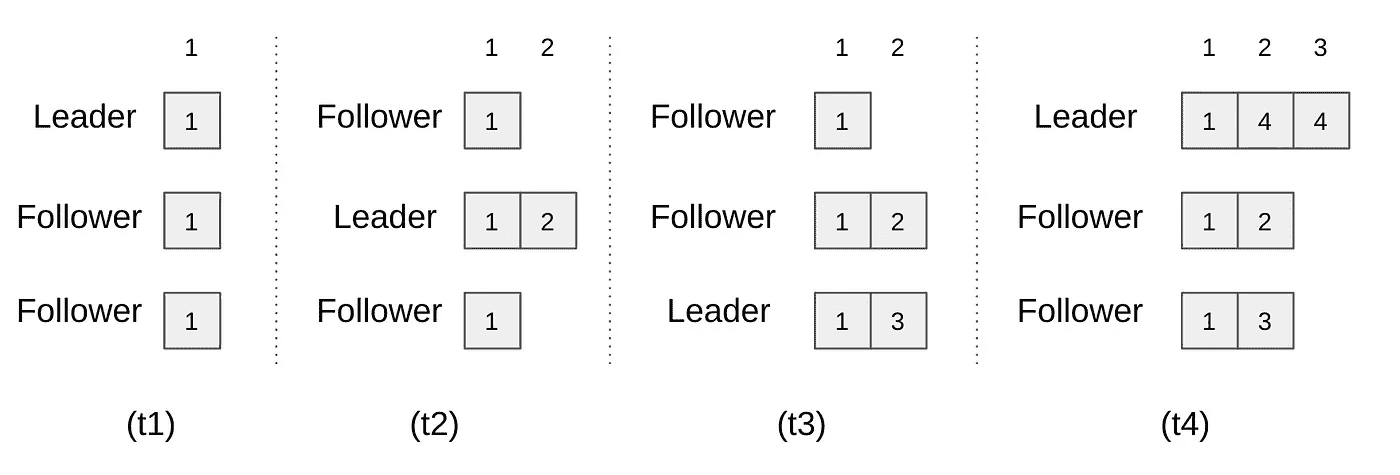 1
Leader 1
Follower 1
Follower 1
(t1)
1 2
Follower 1
Leader 1 2
Follower 1
(t2)
1 2
Follower 1
Follower 1 2
Leader 1 3
(t3)
1 2 3
Leader 1 4 4
Follower 1 2
Follower 1 3
(t4)